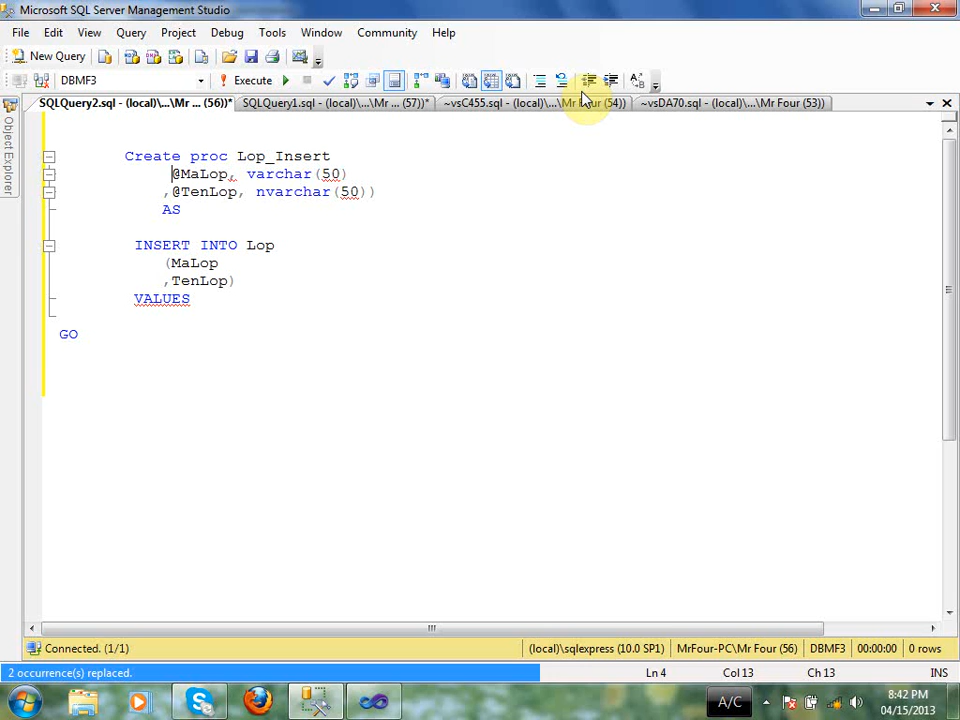 Microsoft SQL Server Management Studio
File Edit View Query Project Debug Tools Window Community Help
New Query
DBMF3 Execute
SQLQuery2.sql - (local)\...\Mr ... (56))* SQLQuery1.sql - (local)\...\Mr ... (57))* ~vsC455.sql - (local)\...\Mr Four (54)) ~vsDA70.sql - (local)\...\Mr Four (53))
Object Explorer
Create proc Lop_Insert
@MaLop, varchar(50)
,@TenLop, nvarchar(50))
AS
INSERT INTO Lop
(MaLop
,TenLop)
VALUES
GO
Connected. (1/1) (local)\sqlexpress (10.0 SP1) MrFour-PC\Mr Four (56) DBMF3 00:00:00 0 rows
2 occurrence(s) replaced. Ln 4 Col 13 Ch 13 INS
A/C 8:42 PM
04/15/2013